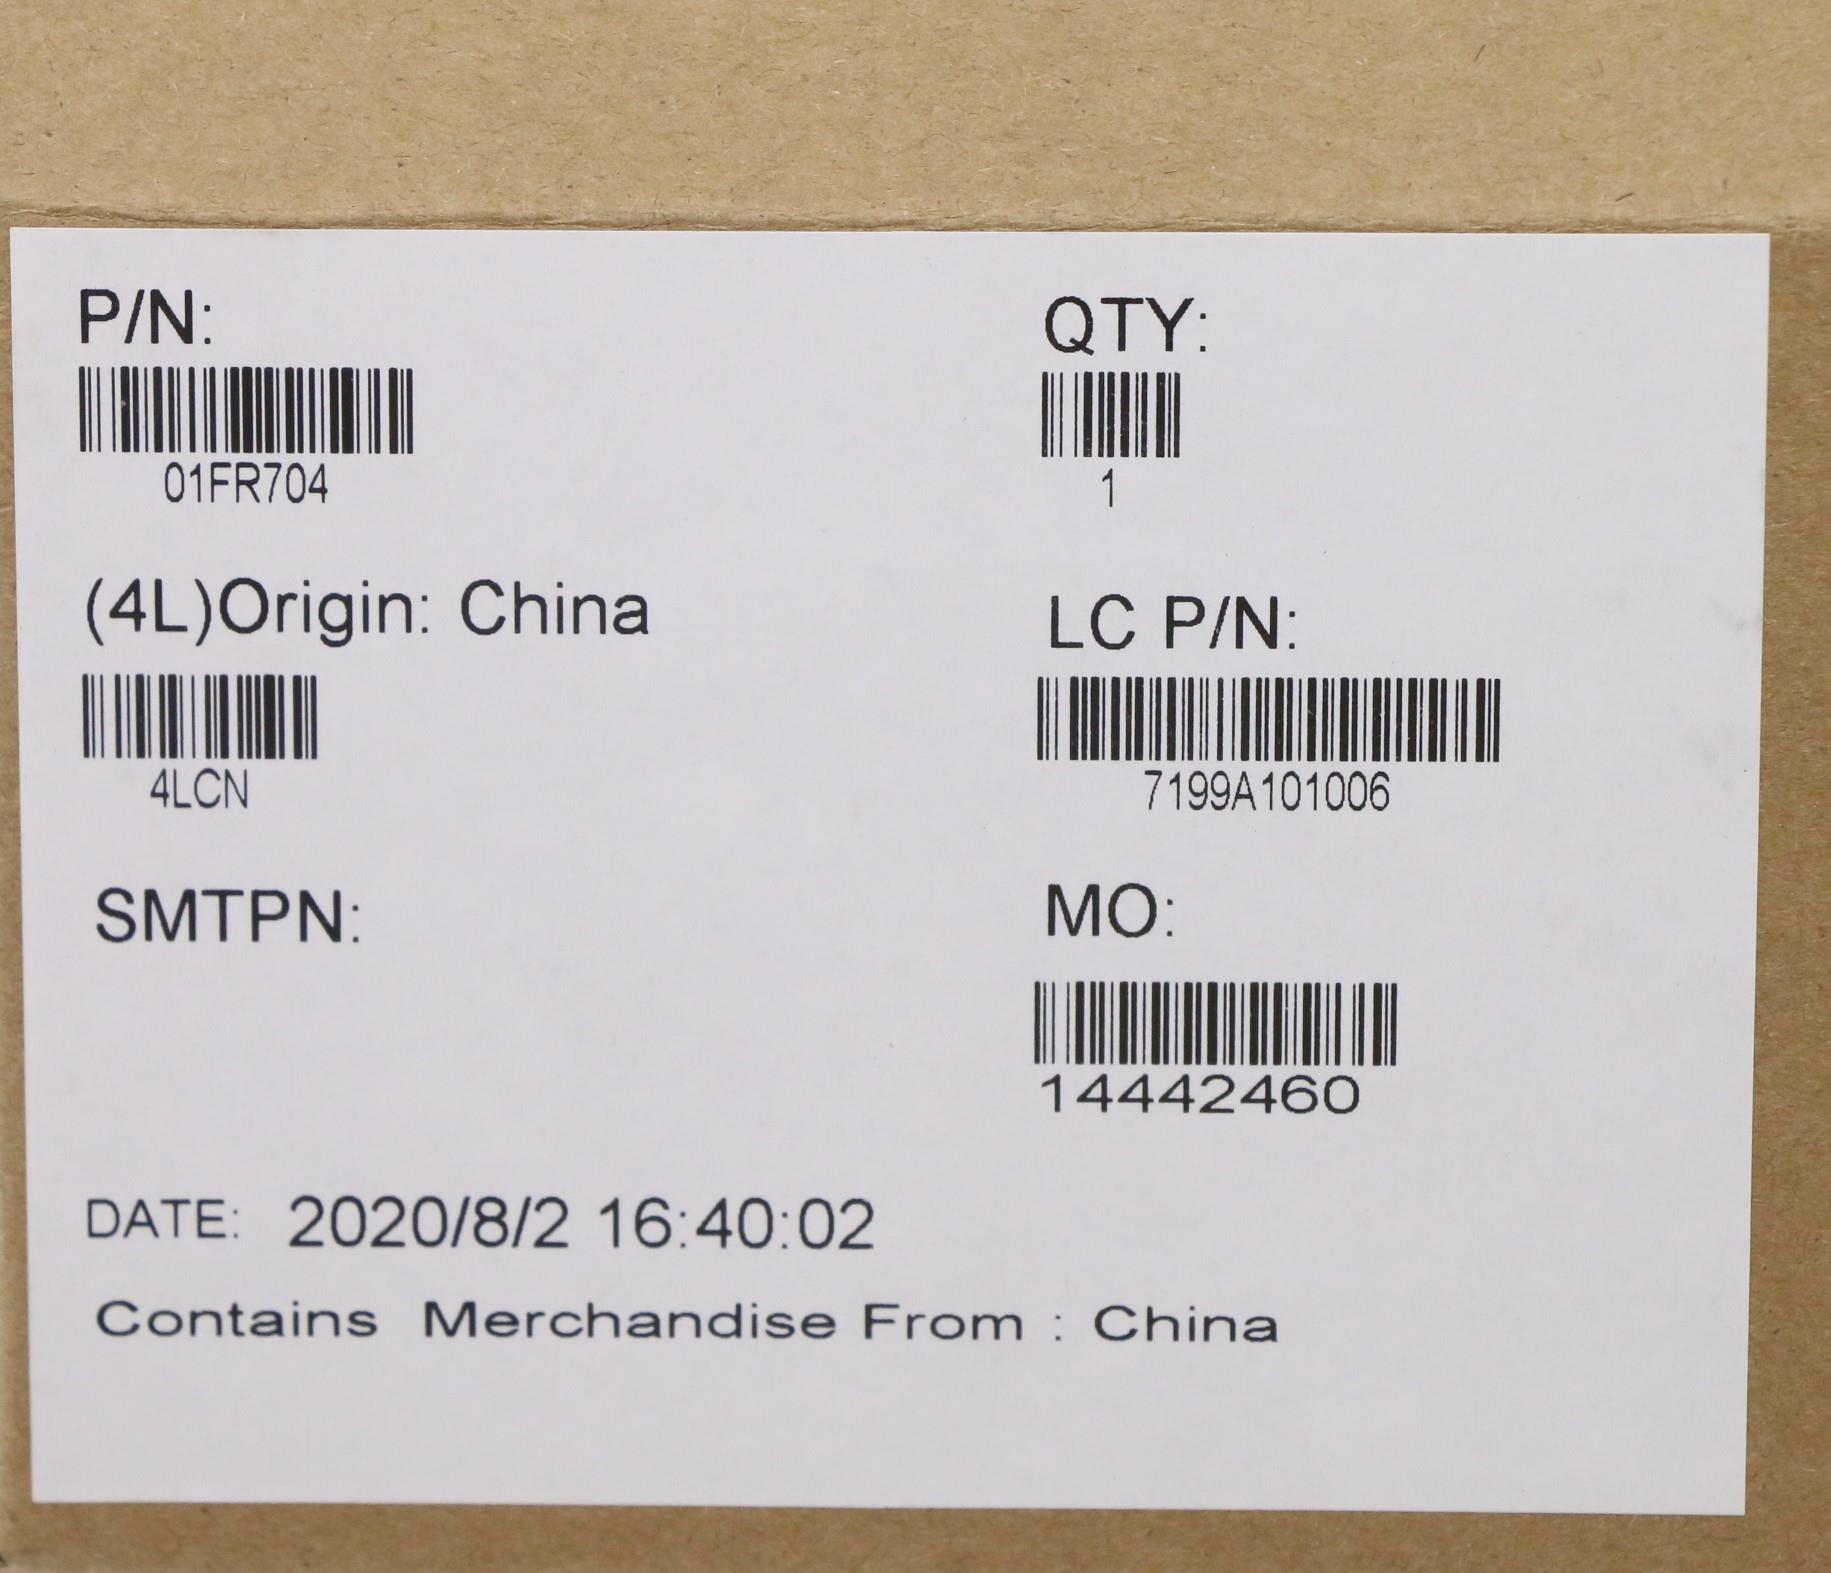 P/N:
QTY:
01FR704
1
(4L)Origin: China
LC P/N:
4LCN
7199A101006
SMTPN:
MO:
14442460
DATE: 2020/8/2 16:40:02
Contains Merchandise From : China